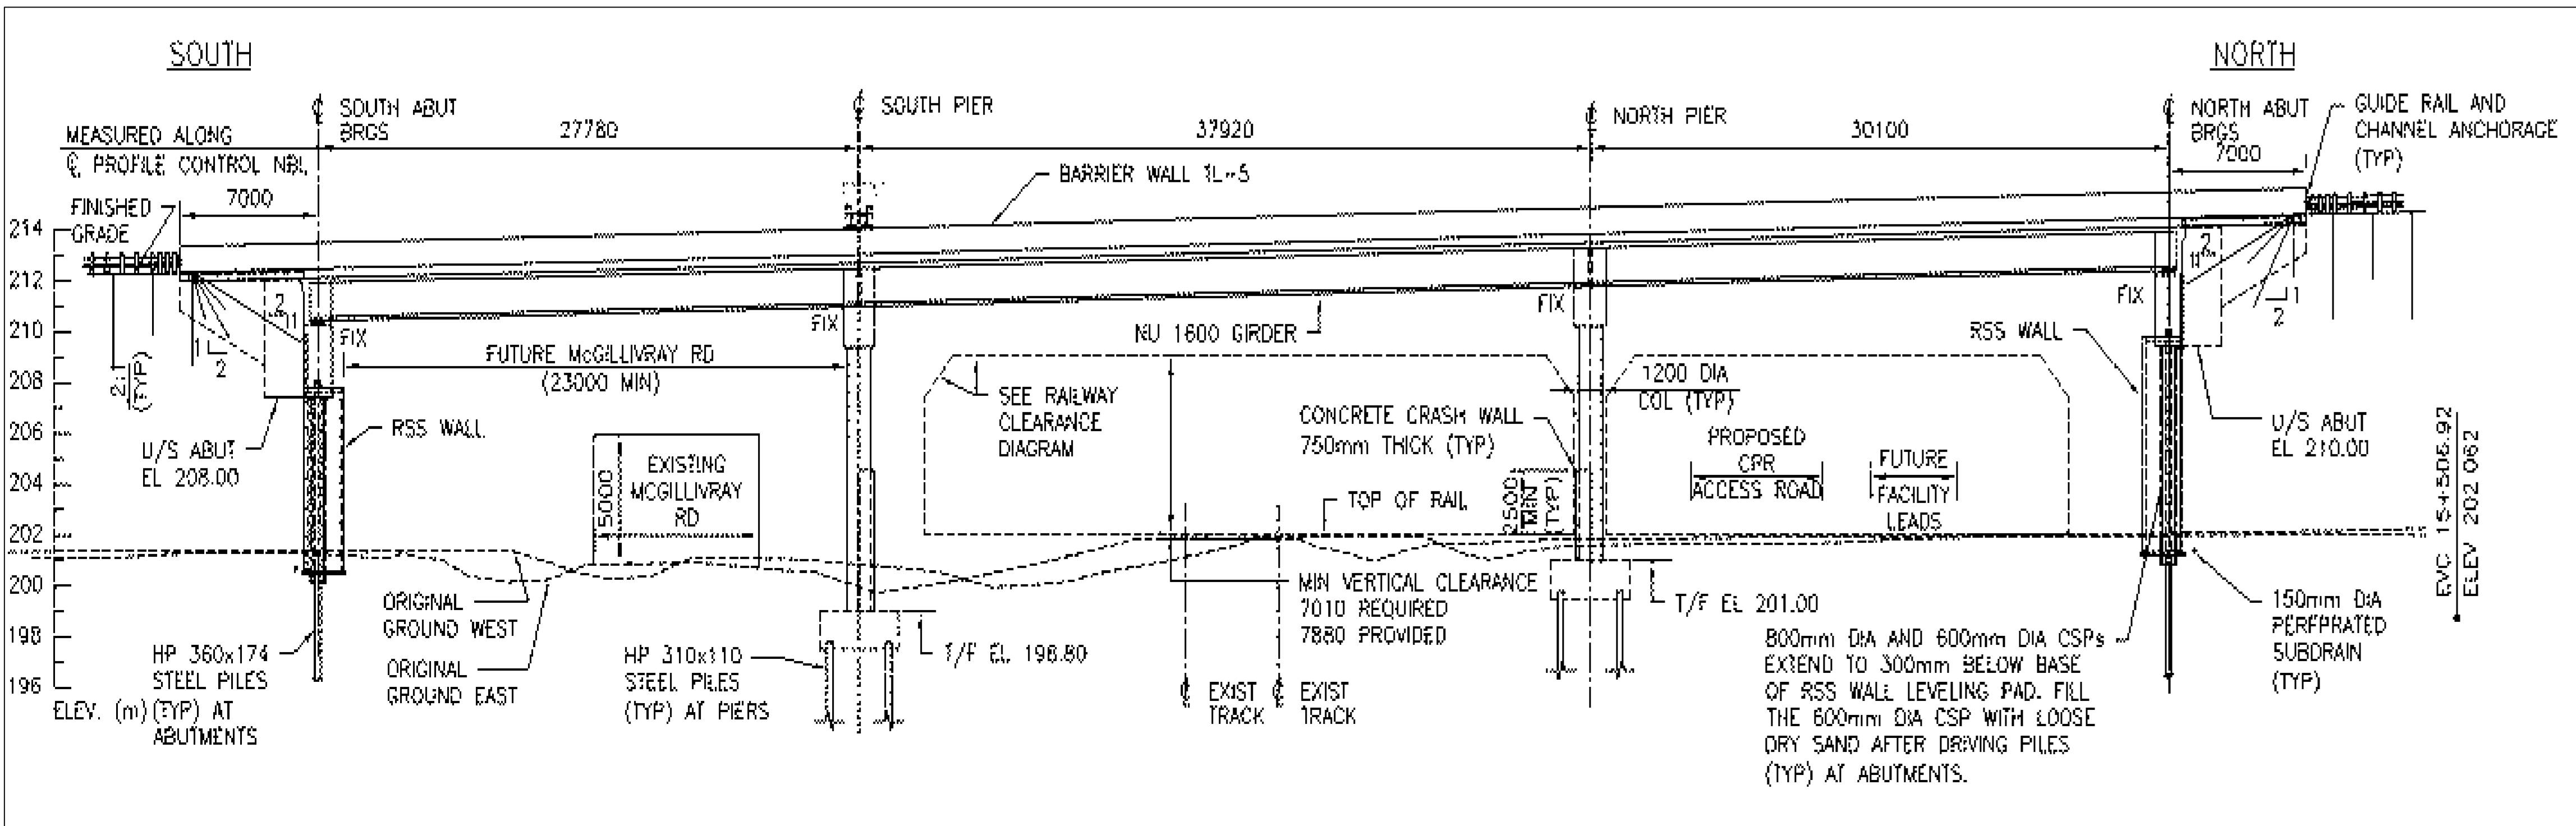 SOUTH
NORTH
℄ SOUTH ABUT
BRGS
℄ SOUTH PIER
℄ NORTH PIER
℄ NORTH ABUT
BRGS
GUIDE RAIL AND
CHANNEL ANCHORAGE
(TYP)
MEASURED ALONG
℄ PROFILE CONTROL NBL
27780
37920
30100
7000
7000
BARRIER WALL TL-5
FINISHED
GRADE
214
212
210
208
206
204
202
200
198
196
ELEV. (m)
2:1
(TYP)
2
1
1
2
FIX
FIX
FIX
FIX
2
1
1
2
NU 1600 GIRDER
RSS WALL
FUTURE McGILLIVRAY RD
(23000 MIN)
SEE RAILWAY
CLEARANCE
DIAGRAM
1200 DIA
COL (TYP)
CONCRETE CRASH WALL
750mm THICK (TYP)
U/S ABUT
EL 208.00
RSS WALL
5000
EXISTING
MCGILLIVRAY
RD
TOP OF RAIL
2500
MIN
(TYP)
PROPOSED
CPR
ACCESS ROAD
FUTURE
FACILITY
LEADS
U/S ABUT
EL 210.00
ELEV 202.062
ORIGINAL
GROUND WEST
ORIGINAL
GROUND EAST
HP 360x174
STEEL PILES
(TYP) AT
ABUTMENTS
HP 310x110
STEEL PILES
(TYP) AT PIERS
T/F EL 198.80
MIN VERTICAL CLEARANCE
7010 REQUIRED
7880 PROVIDED
℄ EXIST
TRACK
℄ EXIST
TRACK
T/F EL 201.00
800mm DIA AND 600mm DIA CSPs
EXTEND TO 300mm BELOW BASE
OF RSS WALL LEVELING PAD. FILL
THE 600mm DIA CSP WITH LOOSE
DRY SAND AFTER DRIVING PILES
(TYP) AT ABUTMENTS.
150mm DIA
PERFPRATED
SUBDRAIN
(TYP)